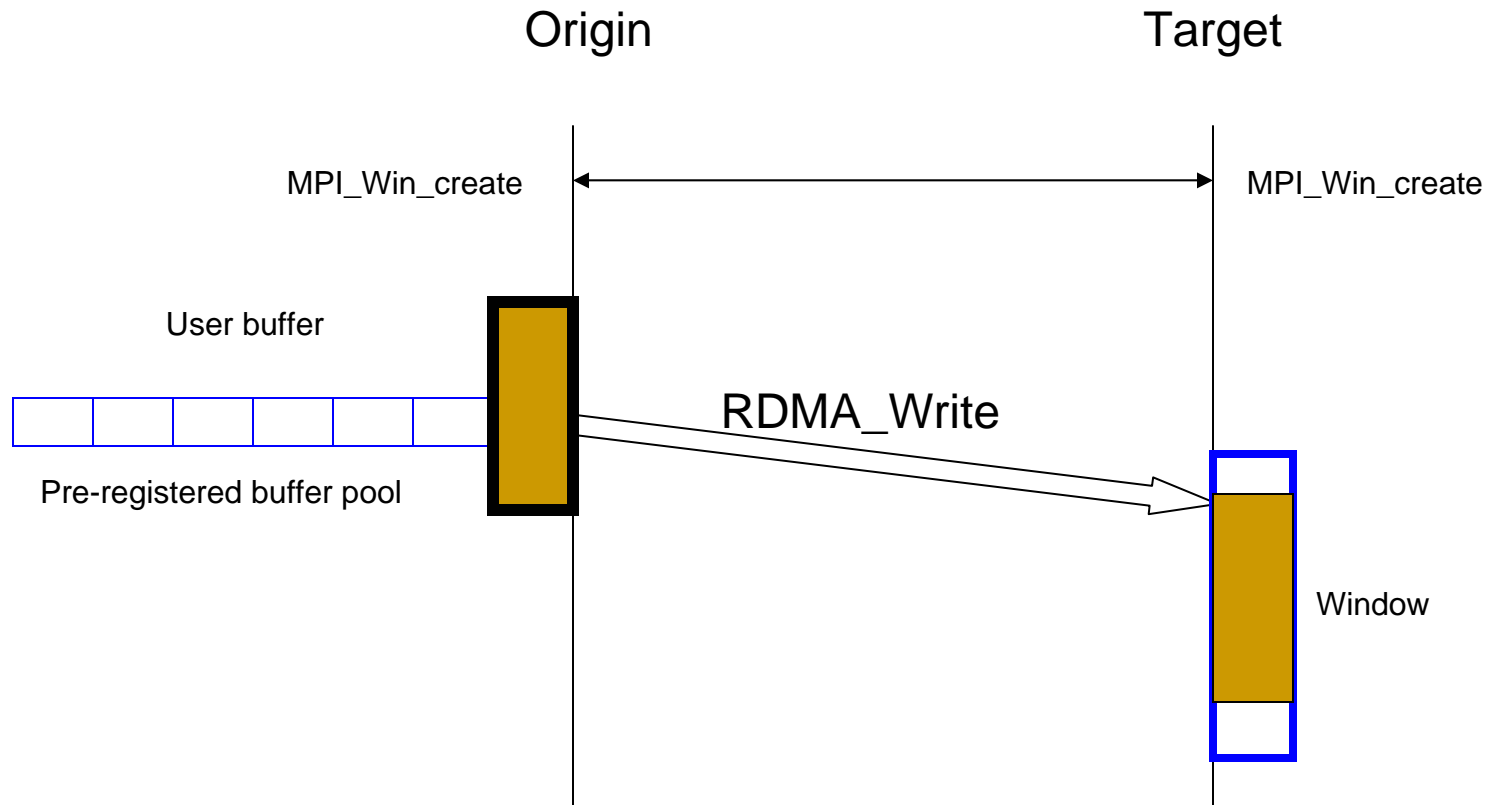 Origin
Target
MPI_Win_create
MPI_Win_create
User buffer
RDMA_Write
Pre-registered buffer pool
Window